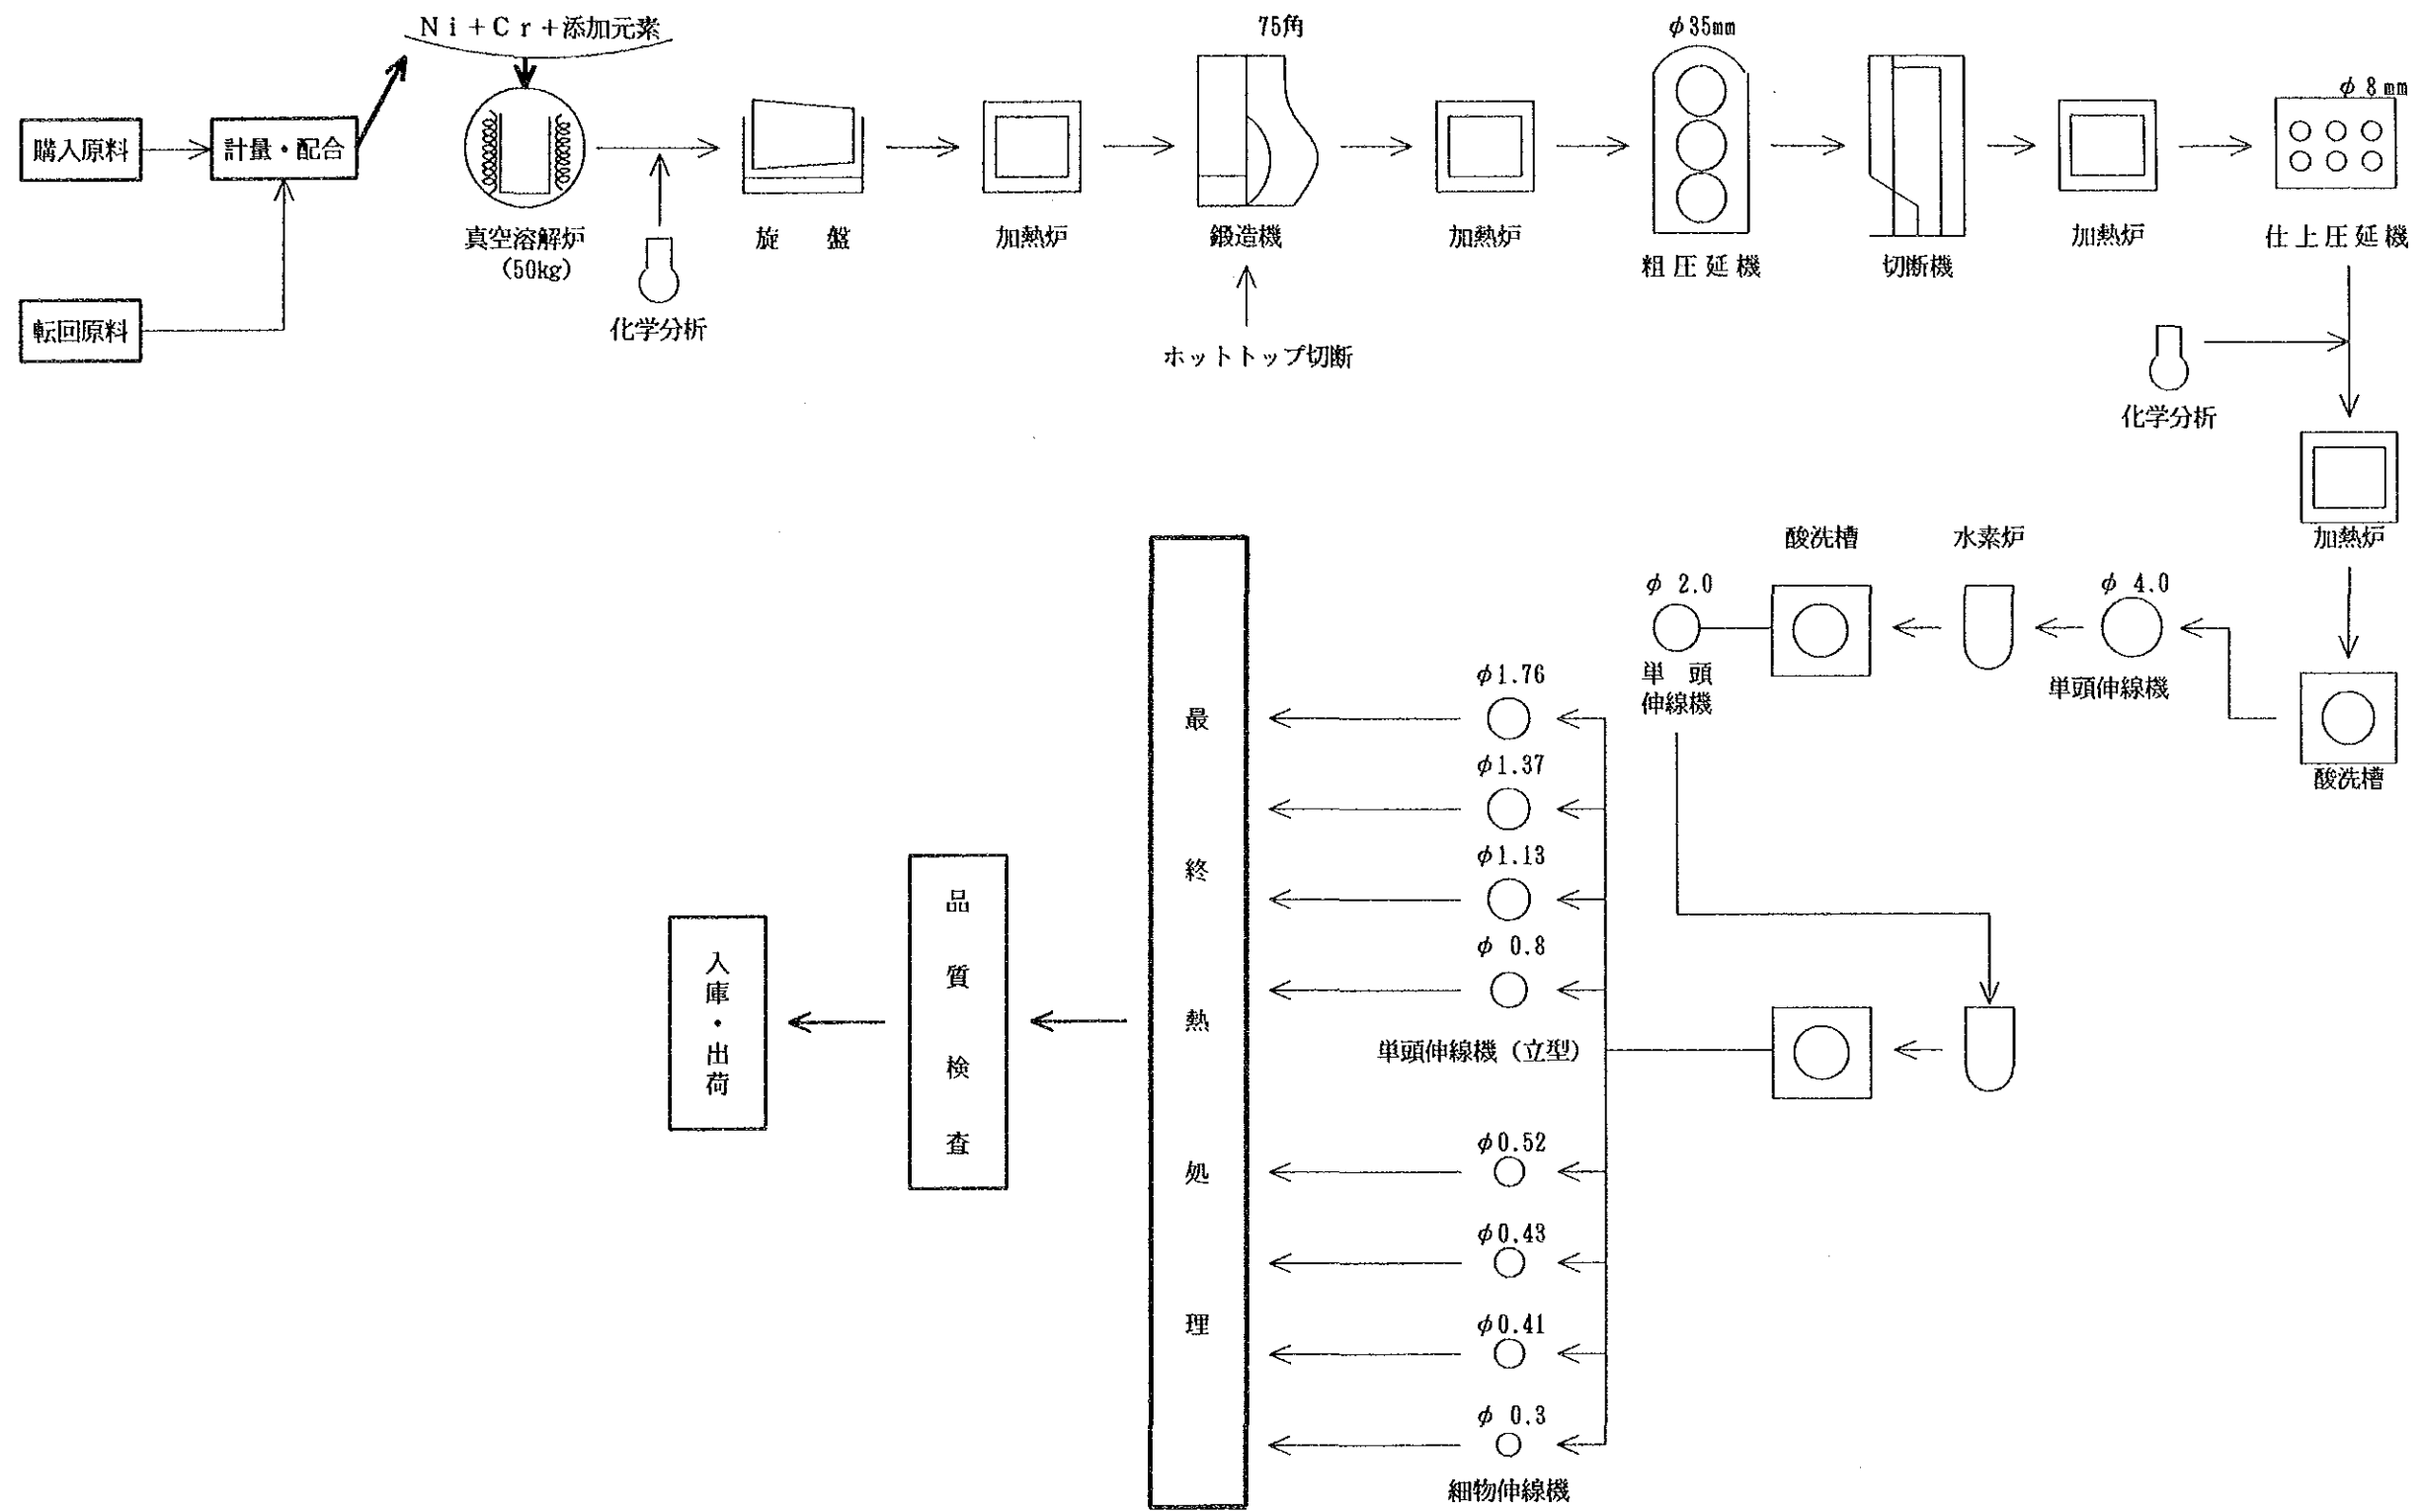 Ni+Cr+添加元素
75角
φ35mm
φ 8 mm
購入原料
計量・配合
真空溶解炉
(50kg)
旋 盤
加熱炉
鍛造機
加熱炉
粗圧延機
切断機
加熱炉
仕上圧延機
転回原料
化学分析
ホットトップ切断
化学分析
加熱炉
酸洗槽
水素炉
φ 2.0
φ 4.0
単 頭
伸線機
単頭伸線機
酸洗槽
φ1.76
φ1.37
φ1.13
φ 0.8
単頭伸線機(立型)
φ0.52
φ0.43
φ0.41
φ 0.3
細物伸線機
最終熱処理
品質検査
入庫・出荷